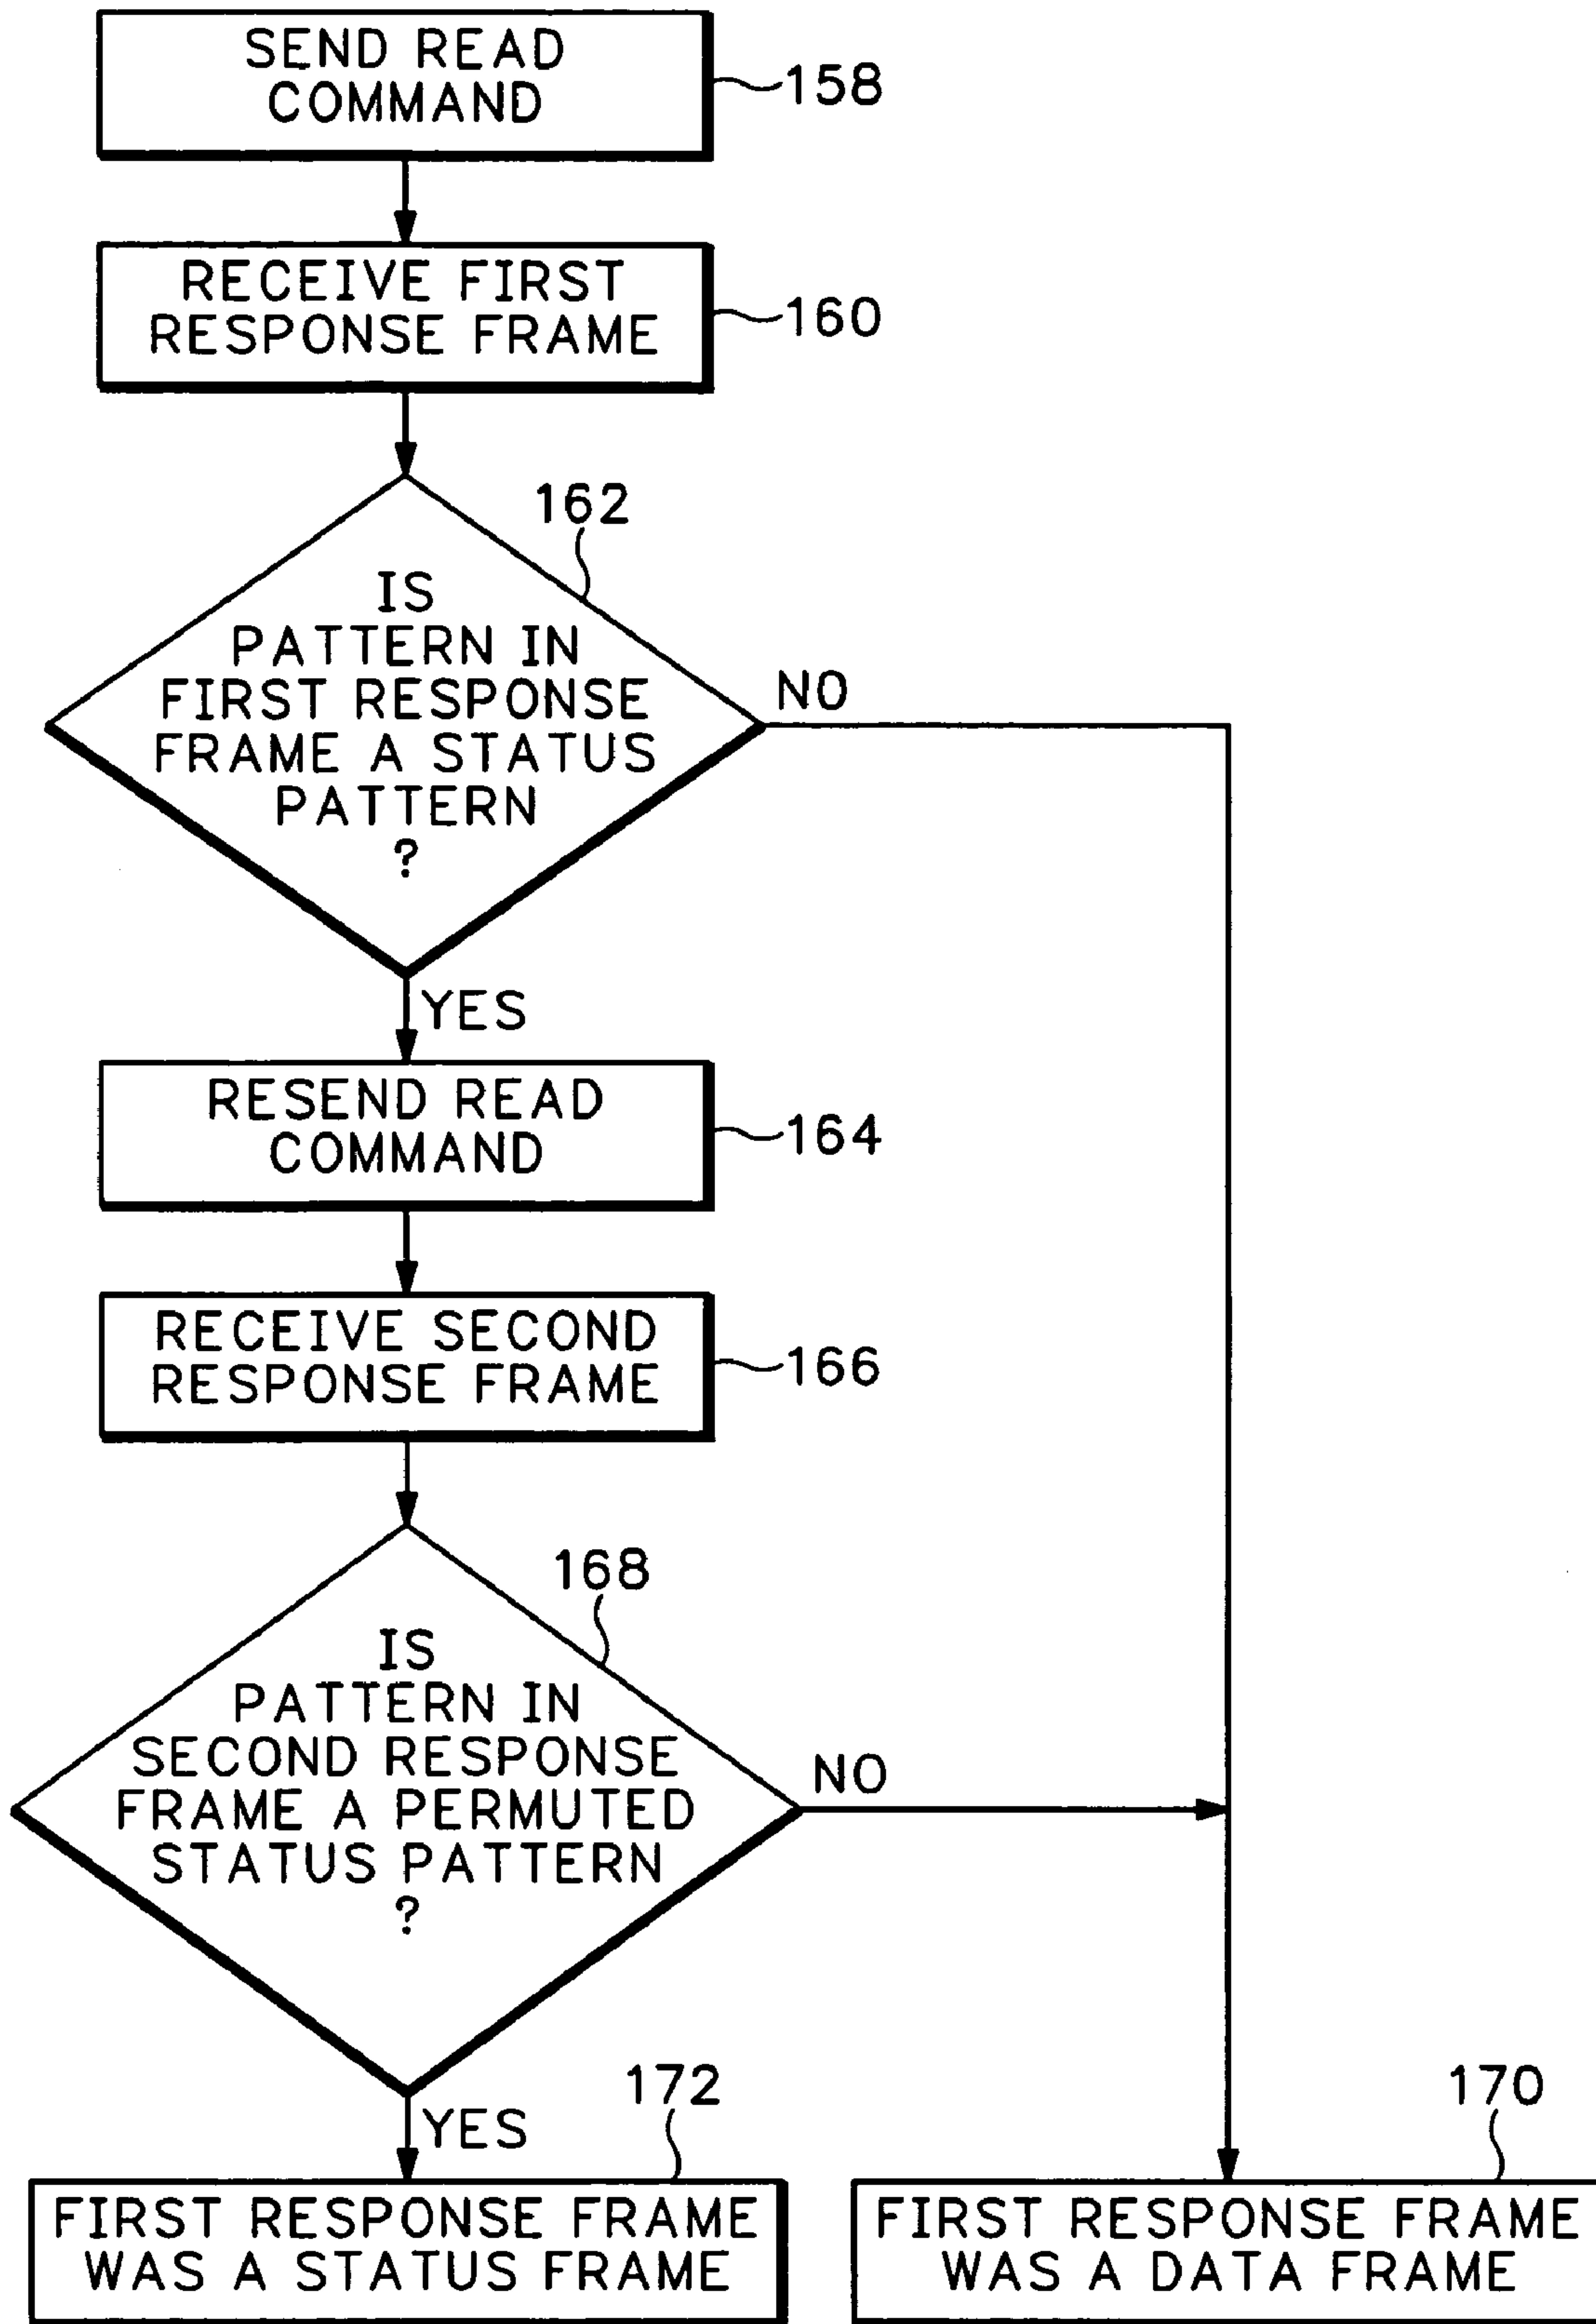 SEND READ
COMMAND
158
RECEIVE FIRST
RESPONSE FRAME
160
162
IS
PATTERN IN
FIRST RESPONSE
FRAME A STATUS
PATTERN
?
NO
YES
RESEND READ
COMMAND
164
RECEIVE SECOND
RESPONSE FRAME
166
168
IS
PATTERN IN
SECOND RESPONSE
FRAME A PERMUTED
STATUS PATTERN
?
NO
YES
172
FIRST RESPONSE FRAME
WAS A STATUS FRAME
170
FIRST RESPONSE FRAME
WAS A DATA FRAME